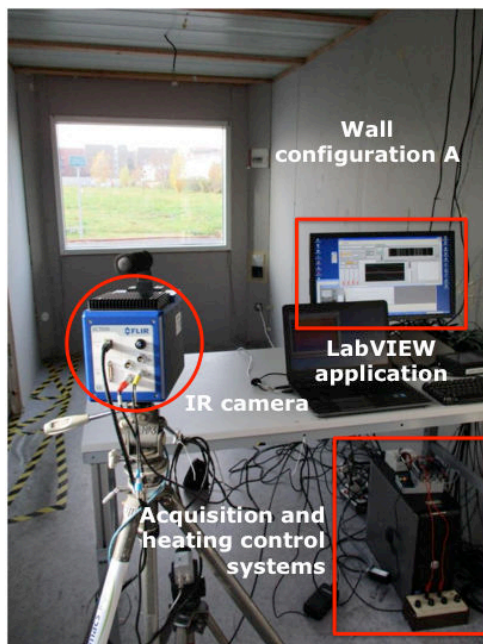 Wall
configuration A
FLIR
LabVIEW
application
IR camera
Acquisition and
heating control
systems